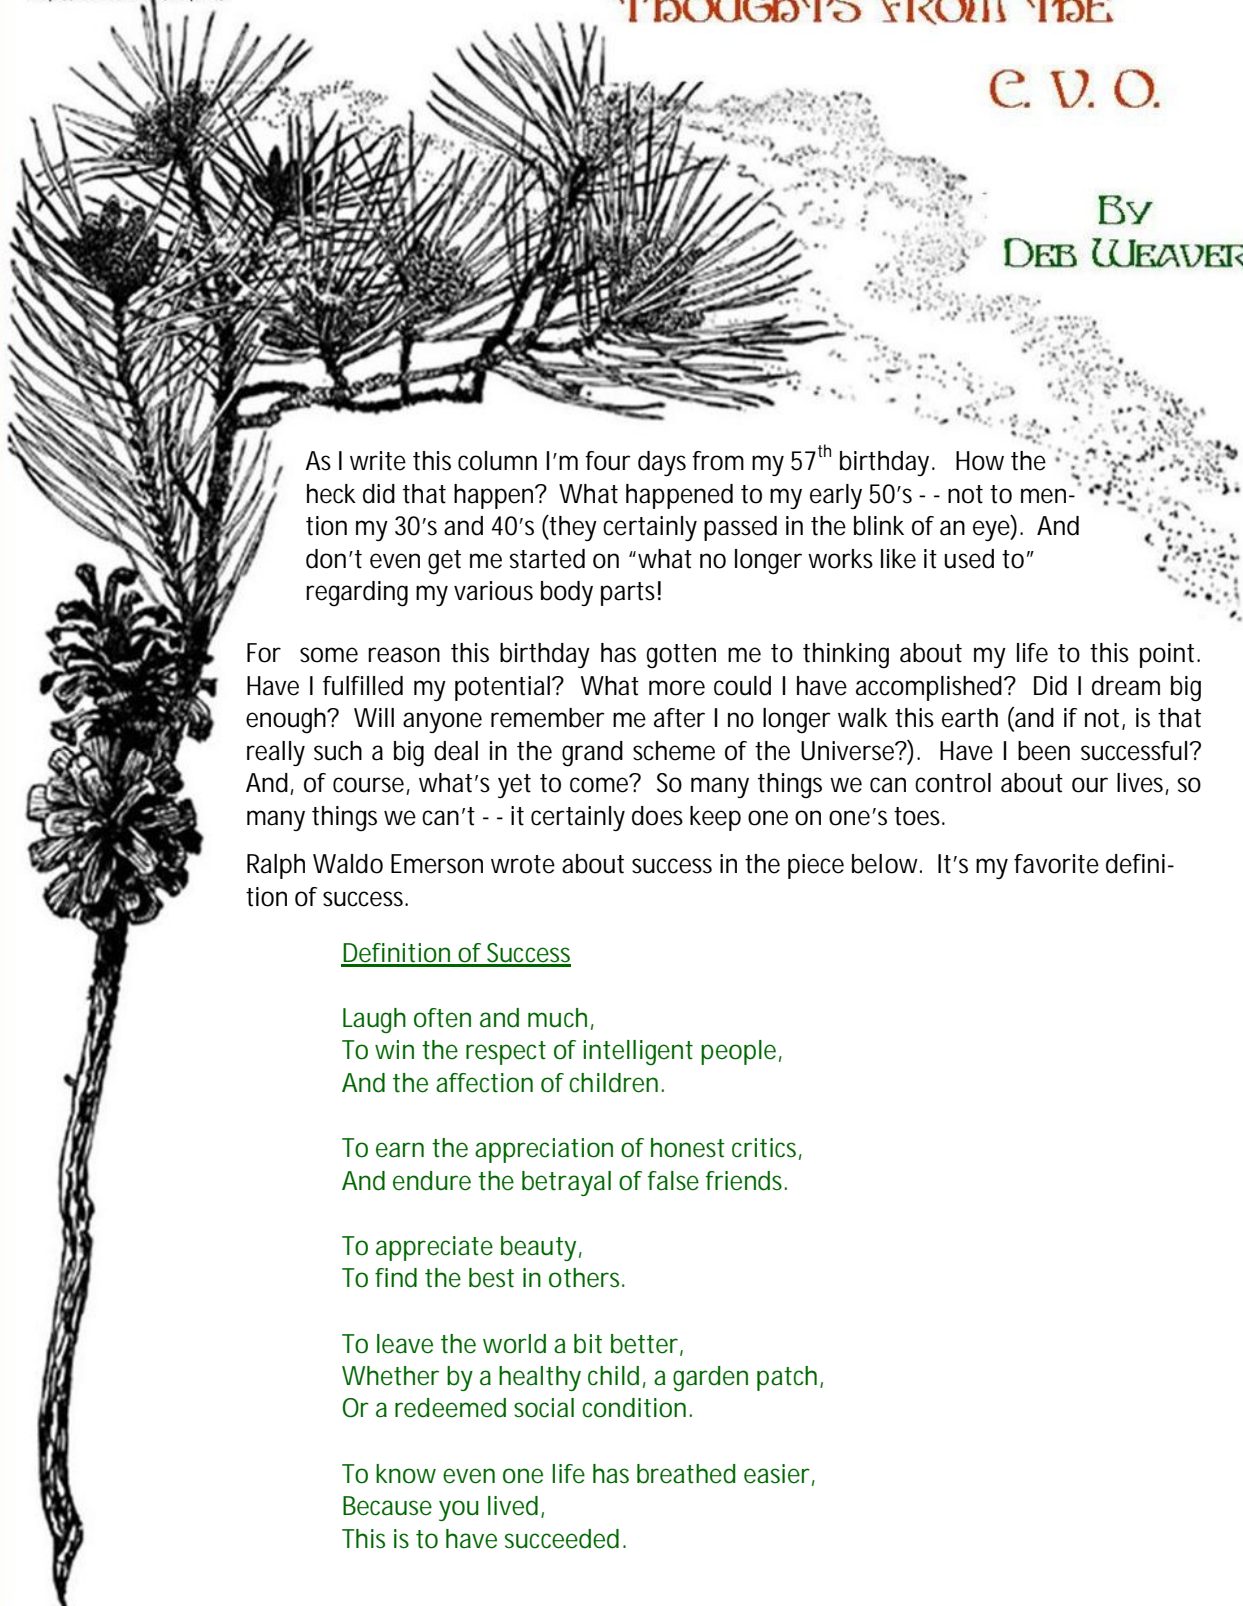 THOUGHTS FROM THE
C. V. O.
By
DEB WEAVER
As I write this column I'm four days from my 57th birthday. How the
heck did that happen? What happened to my early 50's - - not to men-
tion my 30's and 40's (they certainly passed in the blink of an eye). And
don't even get me started on "what no longer works like it used to"
regarding my various body parts!
For some reason this birthday has gotten me to thinking about my life to this point.
Have I fulfilled my potential? What more could I have accomplished? Did I dream big
enough? Will anyone remember me after I no longer walk this earth (and if not, is that
really such a big deal in the grand scheme of the Universe?). Have I been successful?
And, of course, what's yet to come? So many things we can control about our lives, so
many things we can't - - it certainly does keep one on one's toes.
Ralph Waldo Emerson wrote about success in the piece below. It's my favorite defini-
tion of success.
Definition of Success
Laugh often and much,
To win the respect of intelligent people,
And the affection of children.
To earn the appreciation of honest critics,
And endure the betrayal of false friends.
To appreciate beauty,
To find the best in others.
To leave the world a bit better,
Whether by a healthy child, a garden patch,
Or a redeemed social condition.
To know even one life has breathed easier,
Because you lived,
This is to have succeeded.